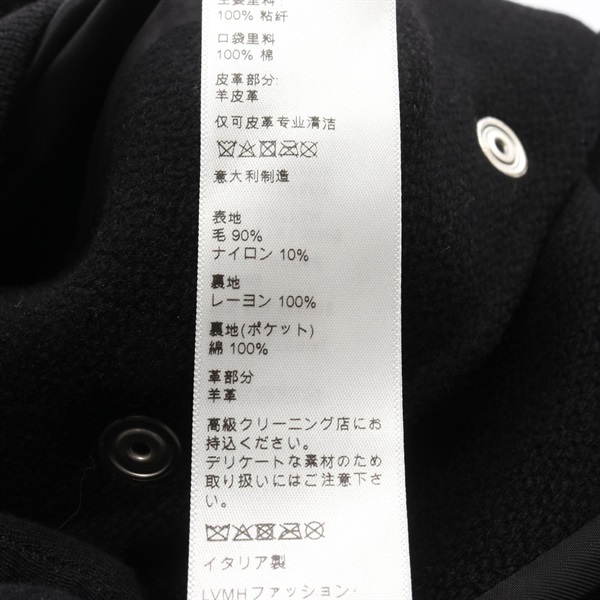 主要里料
100% 粘纤
口袋里料
100% 棉
皮革部分:
羊皮革
仅可皮革专业清洁
意大利制造
表地
毛 90%
ナイロン 10%
裏地
レーヨン 100%
裏地(ポケット)
綿 100%
革部分
羊革
高級クリーニング店にお
持込ください。
デリケートな素材のため
取り扱いにはご注意下さ
い。
イタリア製
LVMHファッション・